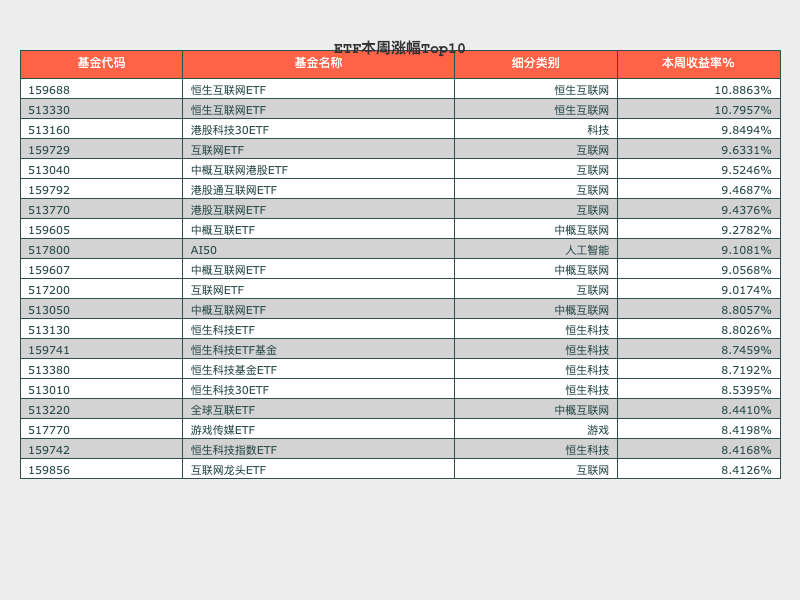 ETF本周涨幅Top10
基金代码 基金名称 细分类别 本周收益率%
159688 恒生互联网ETF 恒生互联网 10.8863%
513330 恒生互联网ETF 恒生互联网 10.7957%
513160 港股科技30ETF 科技 9.8494%
159729 互联网ETF 互联网 9.6331%
513040 中概互联网港股ETF 互联网 9.5246%
159792 港股通互联网ETF 互联网 9.4687%
513770 港股互联网ETF 互联网 9.4376%
159605 中概互联ETF 中概互联网 9.2782%
517800 AI50 人工智能 9.1081%
159607 中概互联网ETF 中概互联网 9.0568%
517200 互联网ETF 互联网 9.0174%
513050 中概互联网ETF 中概互联网 8.8057%
513130 恒生科技ETF 恒生科技 8.8026%
159741 恒生科技ETF基金 恒生科技 8.7459%
513380 恒生科技基金ETF 恒生科技 8.7192%
513010 恒生科技30ETF 恒生科技 8.5395%
513220 全球互联ETF 中概互联网 8.4410%
517770 游戏传媒ETF 游戏 8.4198%
159742 恒生科技指数ETF 恒生科技 8.4168%
159856 互联网龙头ETF 互联网 8.4126%